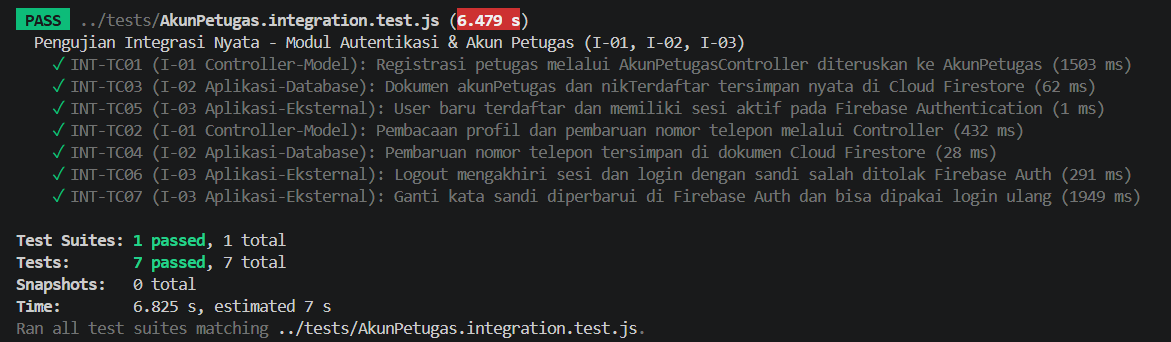 PASS ../tests/AkunPetugas.integration.test.js (6.479 s)
Pengujian Integrasi Nyata - Modul Autentikasi & Akun Petugas (I-01, I-02, I-03)
✓ INT-TC01 (I-01 Controller-Model): Registrasi petugas melalui AkunPetugasController diteruskan ke AkunPetugas (1503 ms)
✓ INT-TC03 (I-02 Aplikasi-Database): Dokumen akunPetugas dan nikTerdaftar tersimpan nyata di Cloud Firestore (62 ms)
✓ INT-TC05 (I-03 Aplikasi-Eksternal): User baru terdaftar dan memiliki sesi aktif pada Firebase Authentication (1 ms)
✓ INT-TC02 (I-01 Controller-Model): Pembacaan profil dan pembaruan nomor telepon melalui Controller (432 ms)
✓ INT-TC04 (I-02 Aplikasi-Database): Pembaruan nomor telepon tersimpan di dokumen Cloud Firestore (28 ms)
✓ INT-TC06 (I-03 Aplikasi-Eksternal): Logout mengakhiri sesi dan login dengan sandi salah ditolak Firebase Auth (291 ms)
✓ INT-TC07 (I-03 Aplikasi-Eksternal): Ganti kata sandi diperbarui di Firebase Auth dan bisa dipakai login ulang (1949 ms)
Test Suites: 1 passed, 1 total
Tests: 7 passed, 7 total
Snapshots: 0 total
Time: 6.825 s, estimated 7 s
Ran all test suites matching ../tests/AkunPetugas.integration.test.js.